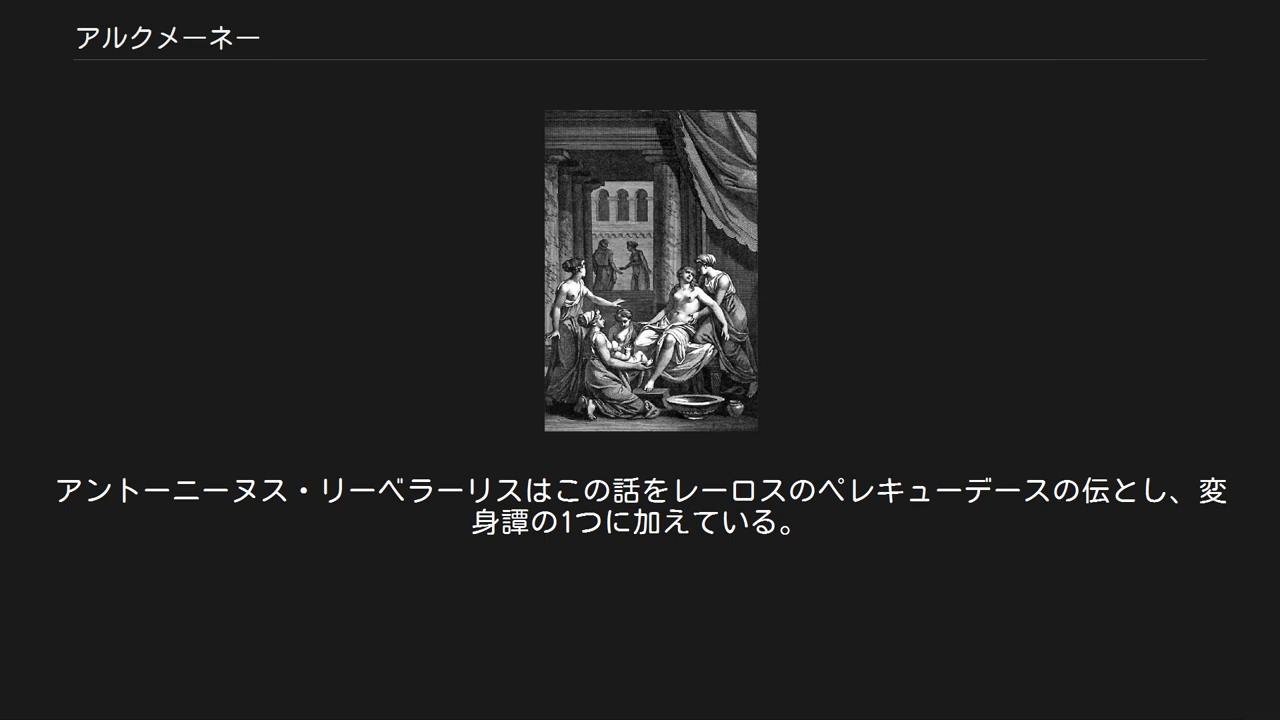 アルクメーネー
アントーニーヌス・リーベラーリスはこの話をレーロスのペレキューデースの伝とし、変
身譚の1つに加えている。